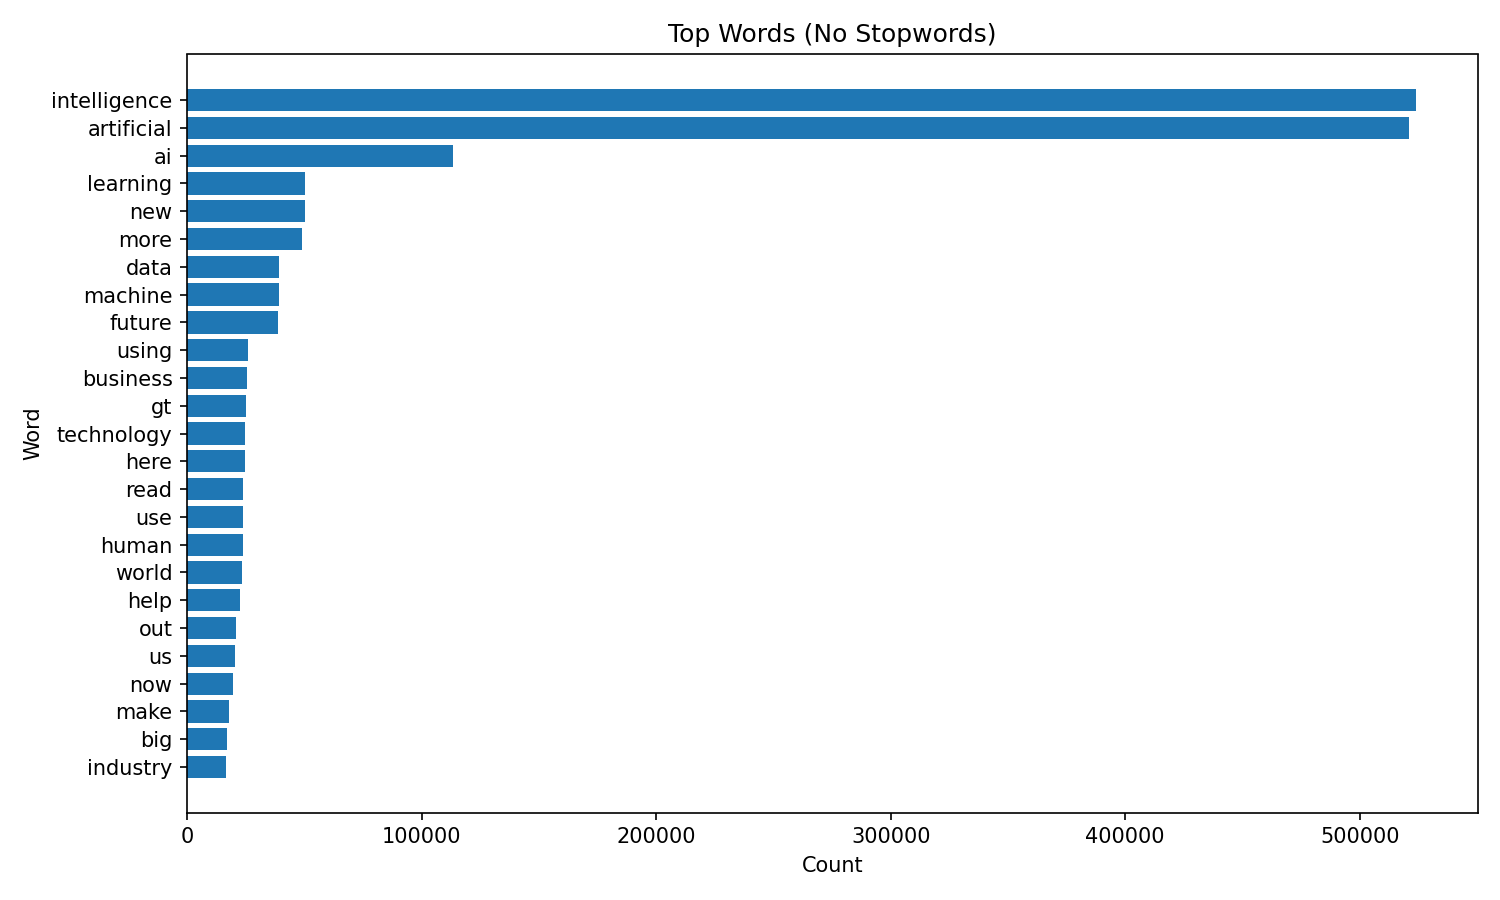 Top Words (No Stopwords)
Word
intelligence
artificial
ai
learning
new
more
data
machine
future
using
business
gt
technology
here
read
use
human
world
help
out
us
now
make
big
industry
0 100000 200000 300000 400000 500000
Count